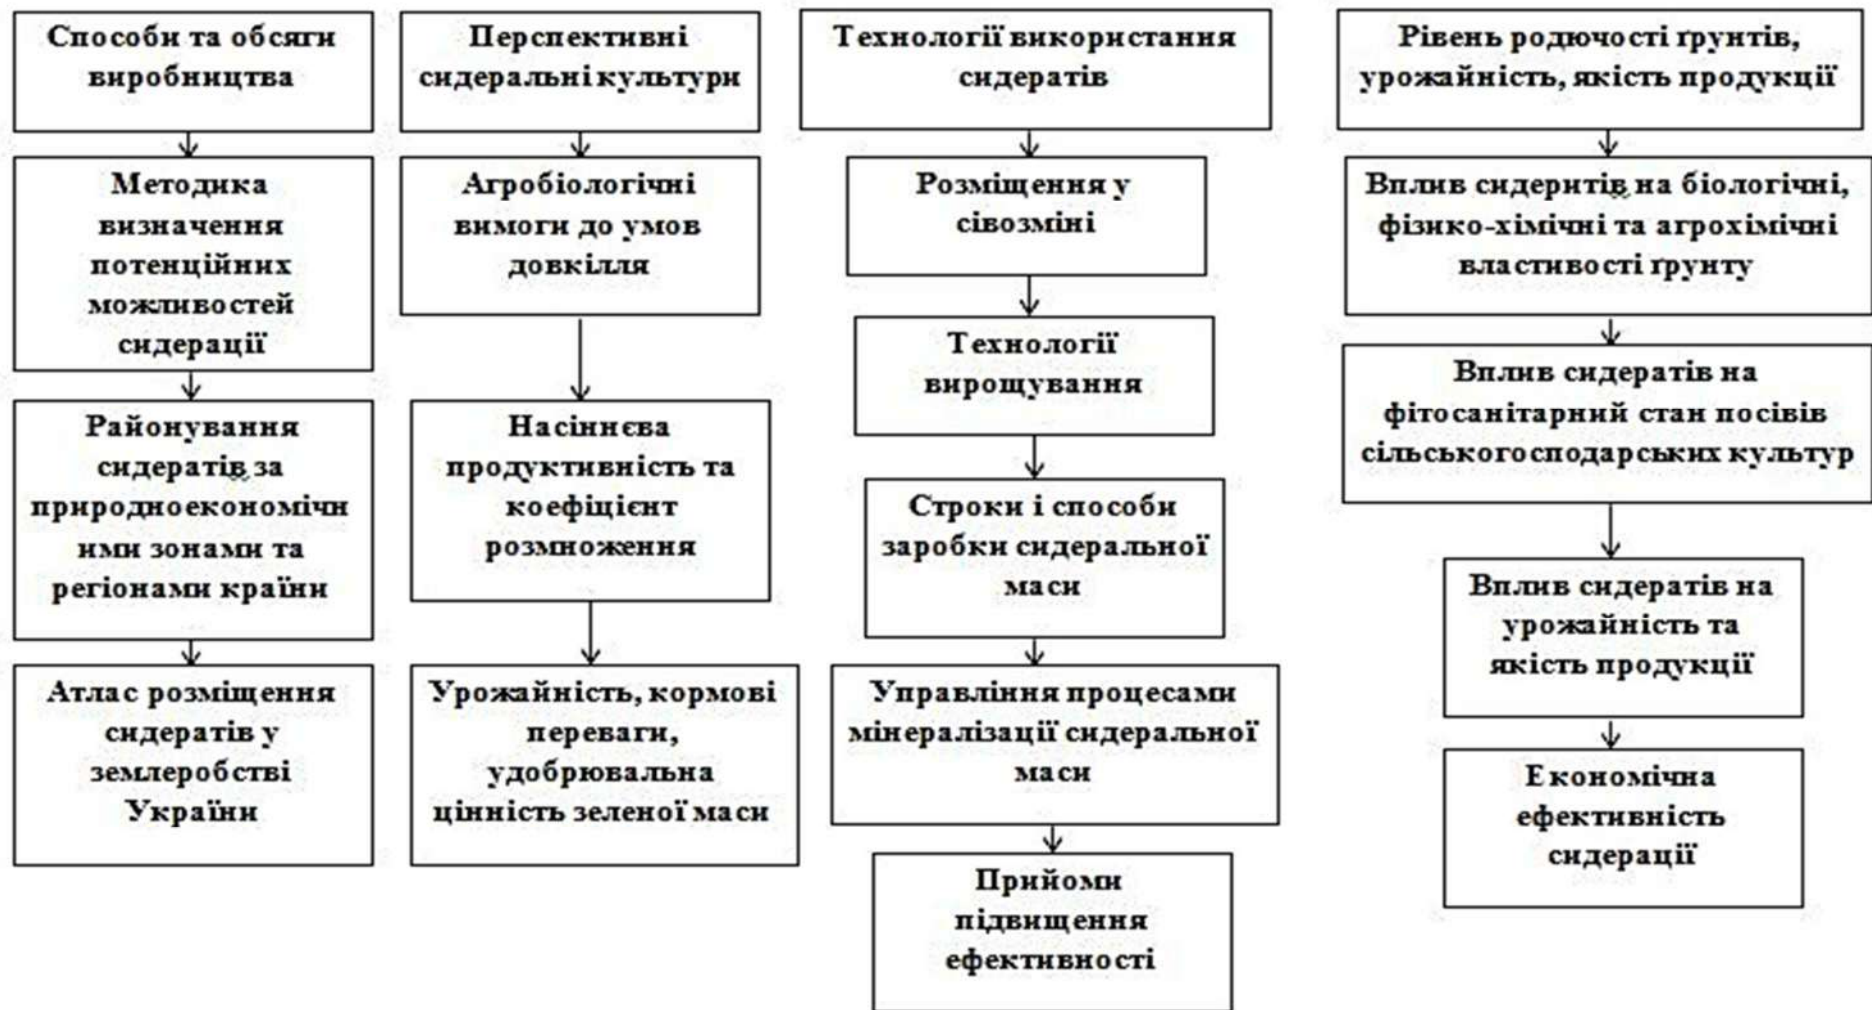 Способи та обсяги
виробництва
Методика
визначення
потенційних
можливостей
сидерації
Районування
сидератів за
природноекономічн
ими зонами та
регіонами країни
Атлас розміщення
сидератів у
землеробстві
України
Перспективні
сидеральні культури
Агробіологічні
вимоги до умов
довкілля
Насіннєва
продуктивність та
коефіцієнт
розмноження
Урожайність, кормові
переваги,
удобрювальна
цінність зеленої маси
Технології використання
сидератів
Розміщення у
сівозміні
Технології
вирощування
Строки і способи
заробки сидеральної
маси
Управління процесами
мінералізації сидеральної
маси
Прийоми
підвищення
ефективності
Рівень родючості ґрунтів,
урожайність, якість продукції
Вплив сидеритів на біологічні,
фізико-хімічні та агрохімічні
властивості ґрунту
Вплив сидератів на
фітосанітарний стан посівів
сільськогосподарських культур
Вплив сидератів на
урожайність та
якість продукції
Економічна
ефективність
сидерації